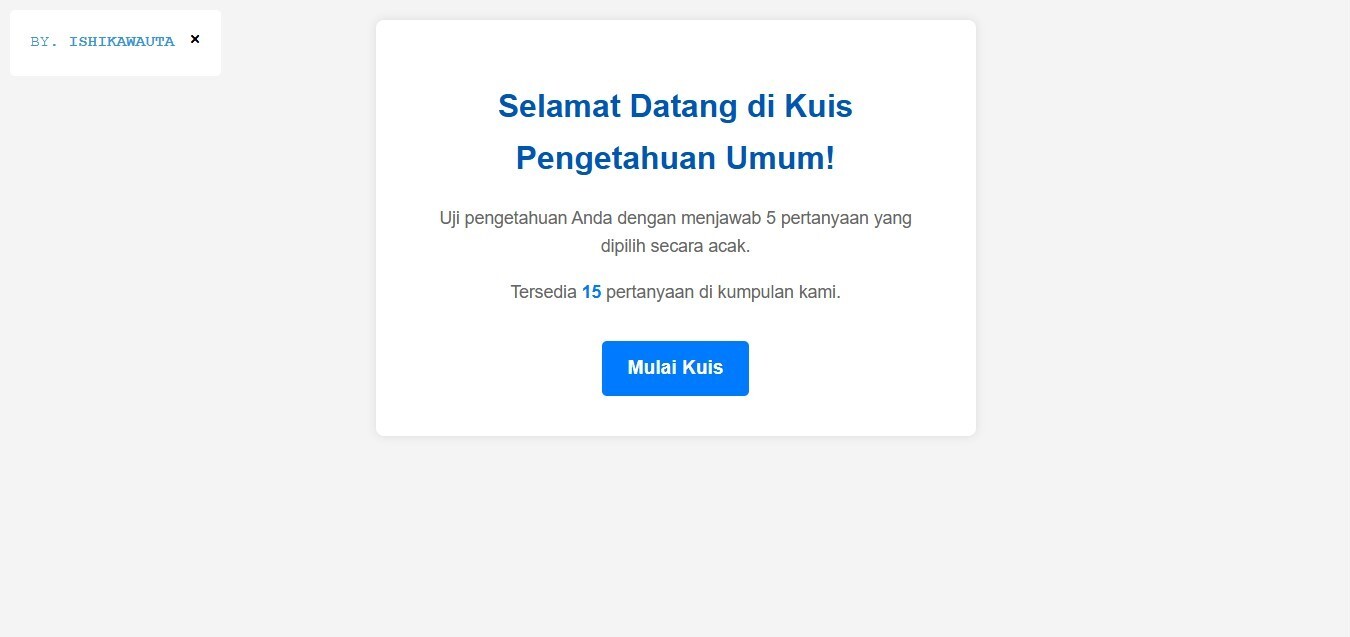 BY. ISHIKAWAUTA ×
Selamat Datang di Kuis
Pengetahuan Umum!
Uji pengetahuan Anda dengan menjawab 5 pertanyaan yang
dipilih secara acak.
Tersedia 15 pertanyaan di kumpulan kami.
Mulai Kuis